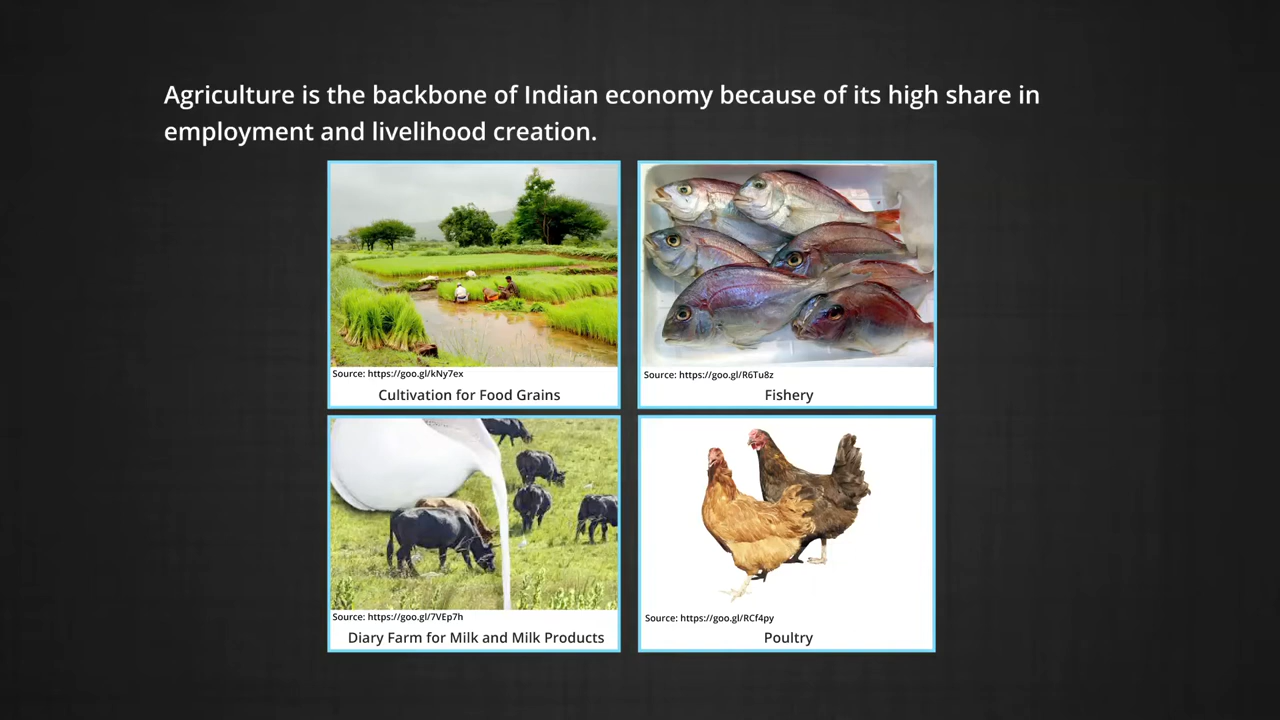 Agriculture is the backbone of Indian economy because of its high share in
employment and livelihood creation.
Source: https://goo.gl/kNy7ex
Cultivation for Food Grains
Source: https://goo.gl/R6Tu8z
Fishery
Source: https://goo.gl/7VEp7h
Diary Farm for Milk and Milk Products
Source: https://goo.gl/RCf4py
Poultry